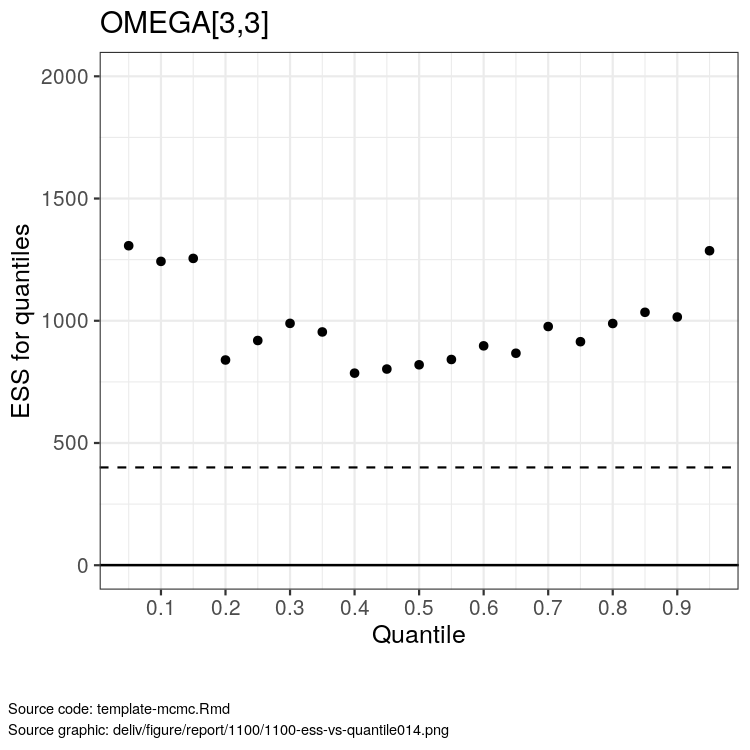 OMEGA[3,3]
2000
1500
1000
500
0
ESS for quantiles
0.1 0.2 0.3 0.4 0.5 0.6 0.7 0.8 0.9
Quantile
Source code: template-mcmc.Rmd
Source graphic: deliv/figure/report/1100/1100-ess-vs-quantile014.png